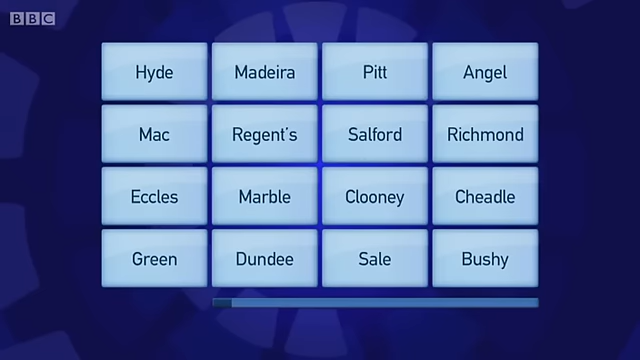 BBC
Hyde Madeira Pitt Angel
Mac Regent's Salford Richmond
Eccles Marble Clooney Cheadle
Green Dundee Sale Bushy